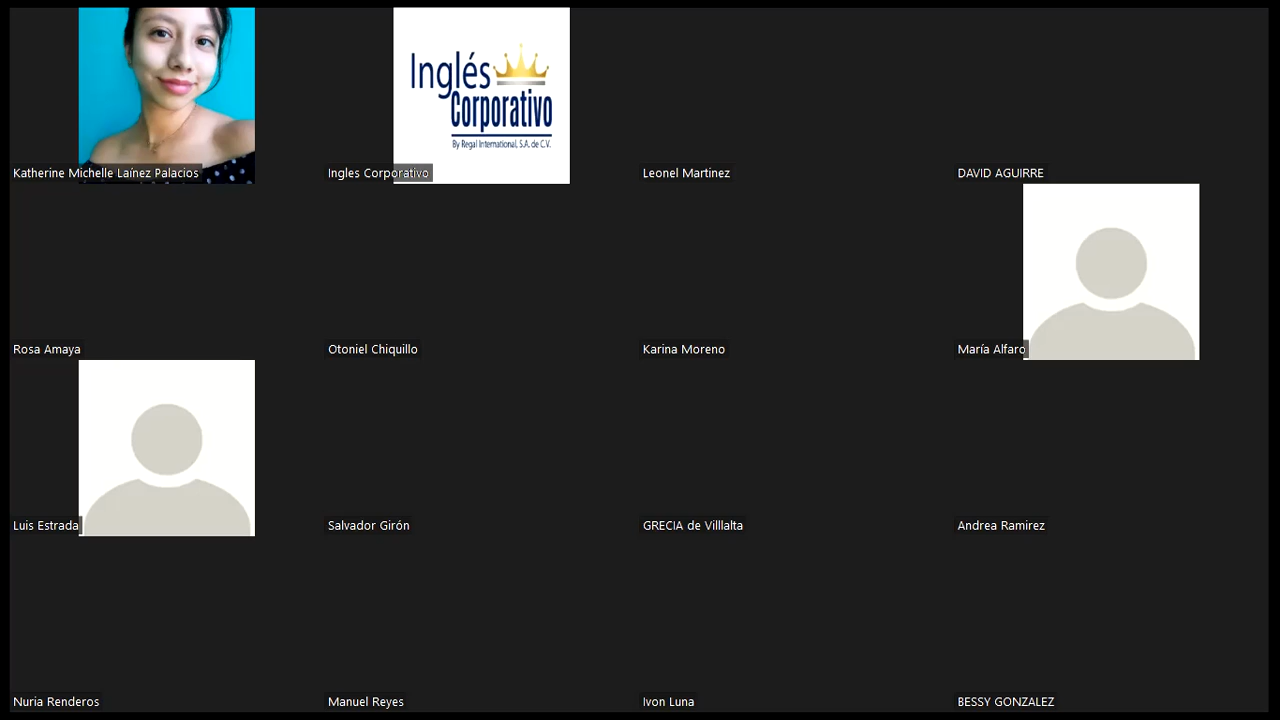 Inglés
Corporativo
By Regal International, S.A. de C.V.
Katherine Michelle Laínez Palacios
Ingles Corporativo
Leonel Martinez
DAVID AGUIRRE
Rosa Amaya
Otoniel Chiquillo
Karina Moreno
María Alfaro
Luis Estrada
Salvador Girón
GRECIA de Villlalta
Andrea Ramirez
Nuria Renderos
Manuel Reyes
Ivon Luna
BESSY GONZALEZ